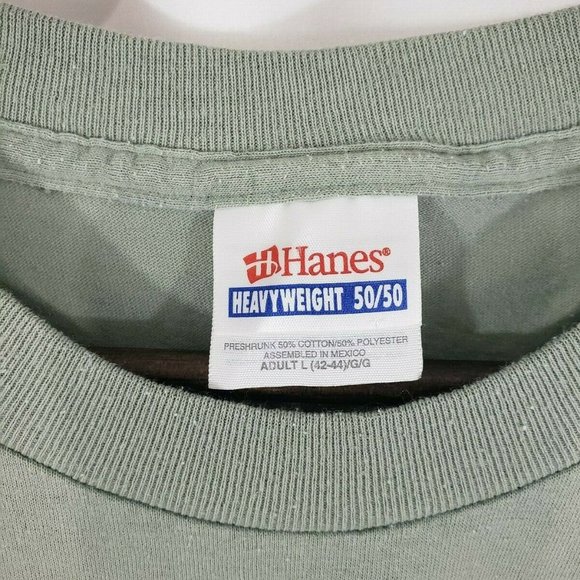 Hanes®
HEAVYWEIGHT 50/50
PRESHRUNK 50% COTTON/50% POLYESTER
ASSEMBLED IN MEXICO
ADULT L (42-44)/G/G